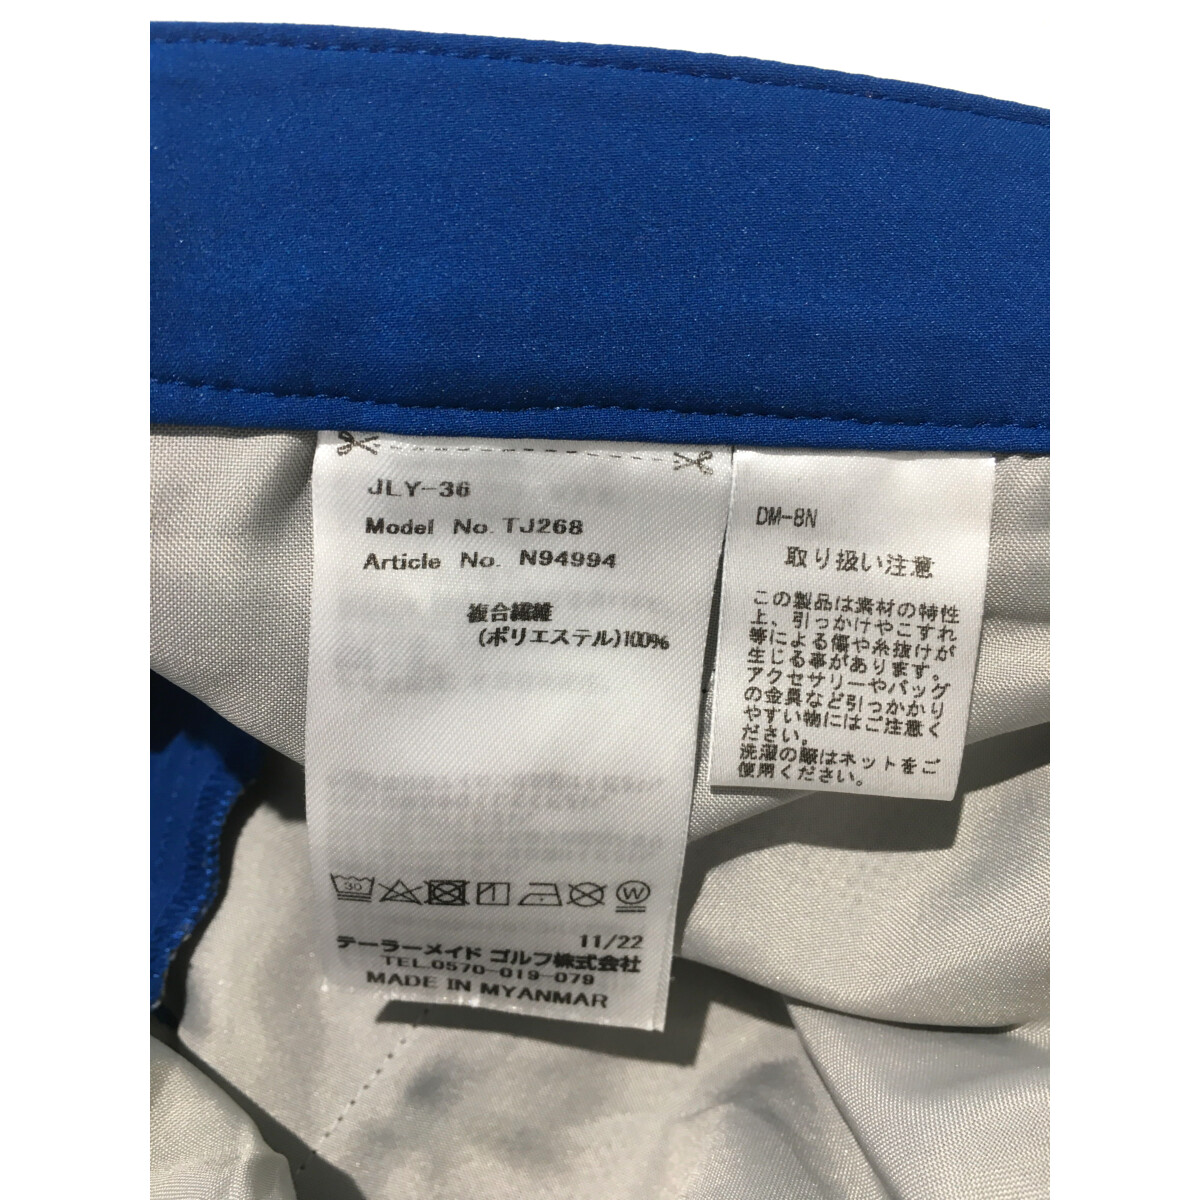 JLY-36
Model No. TJ268
Article No. N94994
複合繊維
(ポリエステル)100%
30
W
11/22
テーラーメイド ゴルフ株式会社
TEL.0570-019-079
MADE IN MYANMAR
DM-8N
取り扱い注意
この製品は素材の特性
上、引っかけやこすれ
等による傷や糸抜けが
生じる事があります。
アクセサリーやバッグ
の金具など引っかかり
やすい物にはご注意く
ださい。
洗濯の際はネットをご
使用ください。